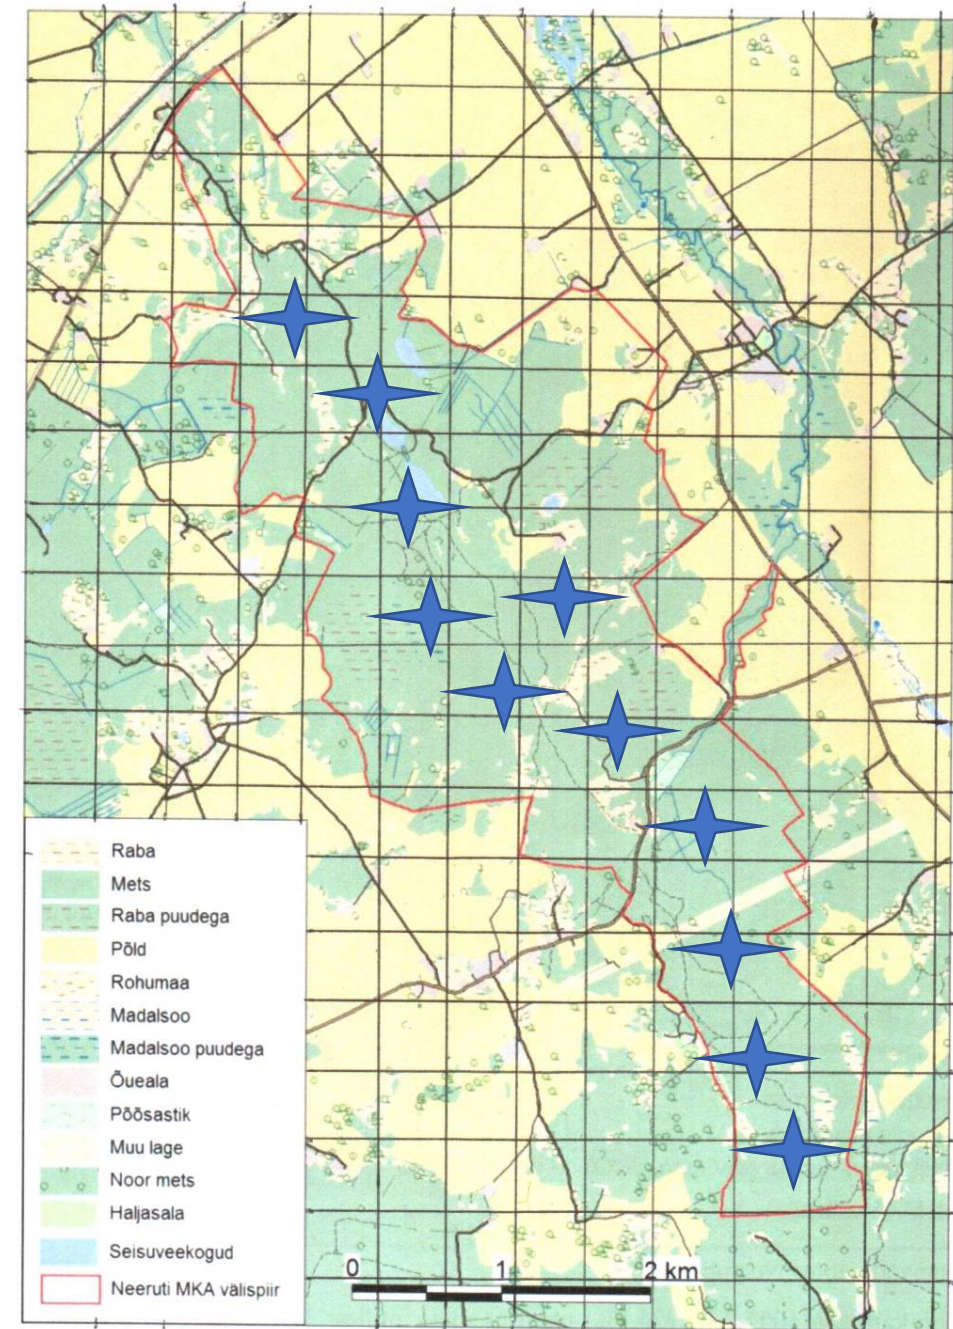 Raba
Mets
Raba puudega
Põld
Rohumaa
Madalsoo
Madalsoo puudega
Õueala
Põõsastik
Muu lage
Noor mets
Haljasala
Seisuveekogud
Neeruti MKA välispiir
0 1 2 km